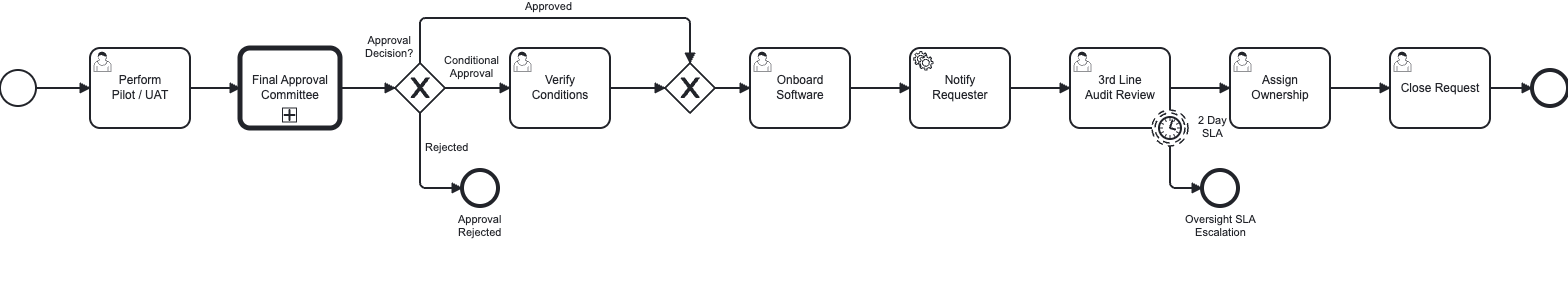 Approved
Approval
Decision?
Conditional
Approval
Perform
Pilot / UAT
Final Approval
Committee
X
Verify
Conditions
X
Onboard
Software
Notify
Requester
3rd Line
Audit Review
Assign
Ownership
Close Request
2 Day
SLA
Rejected
Approval
Rejected
Oversight SLA
Escalation